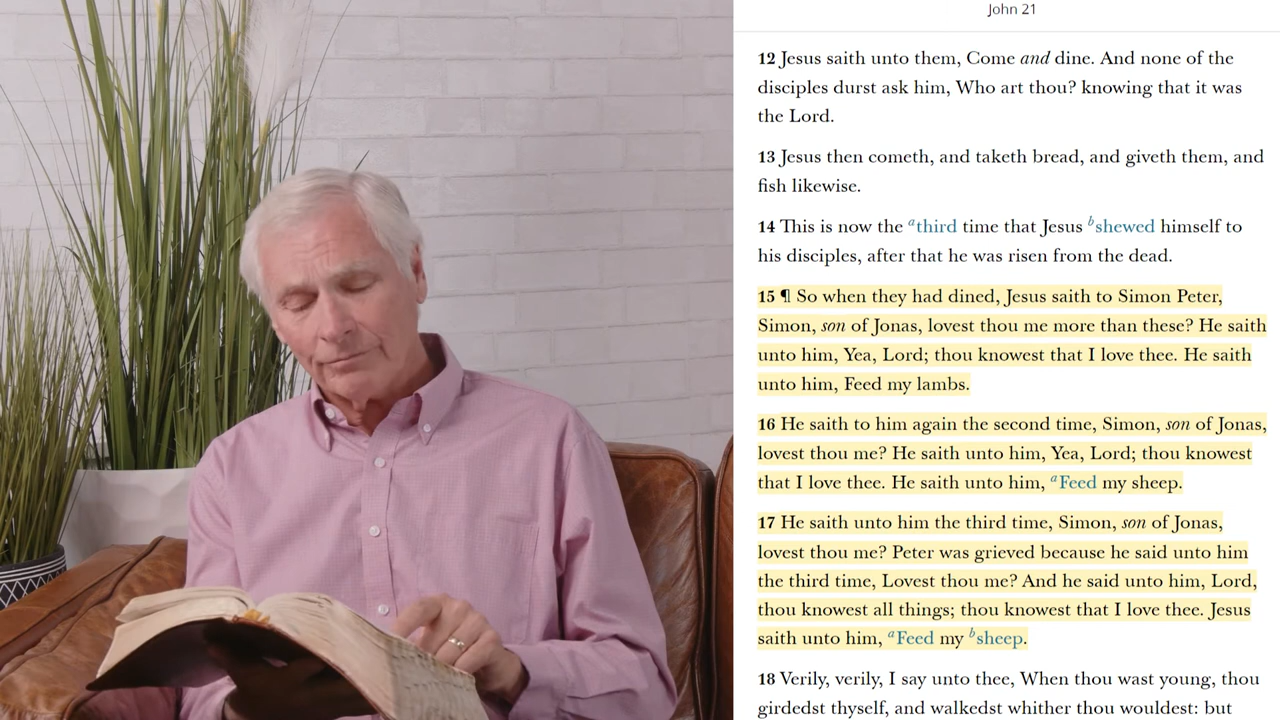 John 21
12 Jesus saith unto them, Come and dine. And none of the
disciples durst ask him, Who art thou? knowing that it was
the Lord.
13 Jesus then cometh, and taketh bread, and giveth them, and
fish likewise.
14 This is now the a third time that Jesus b shewed himself to
his disciples, after that he was risen from the dead.
15 ¶ So when they had dined, Jesus saith to Simon Peter,
Simon, son of Jonas, lovest thou me more than these? He saith
unto him, Yea, Lord; thou knowest that I love thee. He saith
unto him, Feed my lambs.
16 He saith to him again the second time, Simon, son of Jonas,
lovest thou me? He saith unto him, Yea, Lord; thou knowest
that I love thee. He saith unto him, a Feed my sheep.
17 He saith unto him the third time, Simon, son of Jonas,
lovest thou me? Peter was grieved because he said unto him
the third time, Lovest thou me? And he said unto him, Lord,
thou knowest all things; thou knowest that I love thee. Jesus
saith unto him, a Feed my b sheep.
18 Verily, verily, I say unto thee, When thou wast young, thou
girdedst thyself, and walkedst whither thou wouldest: but